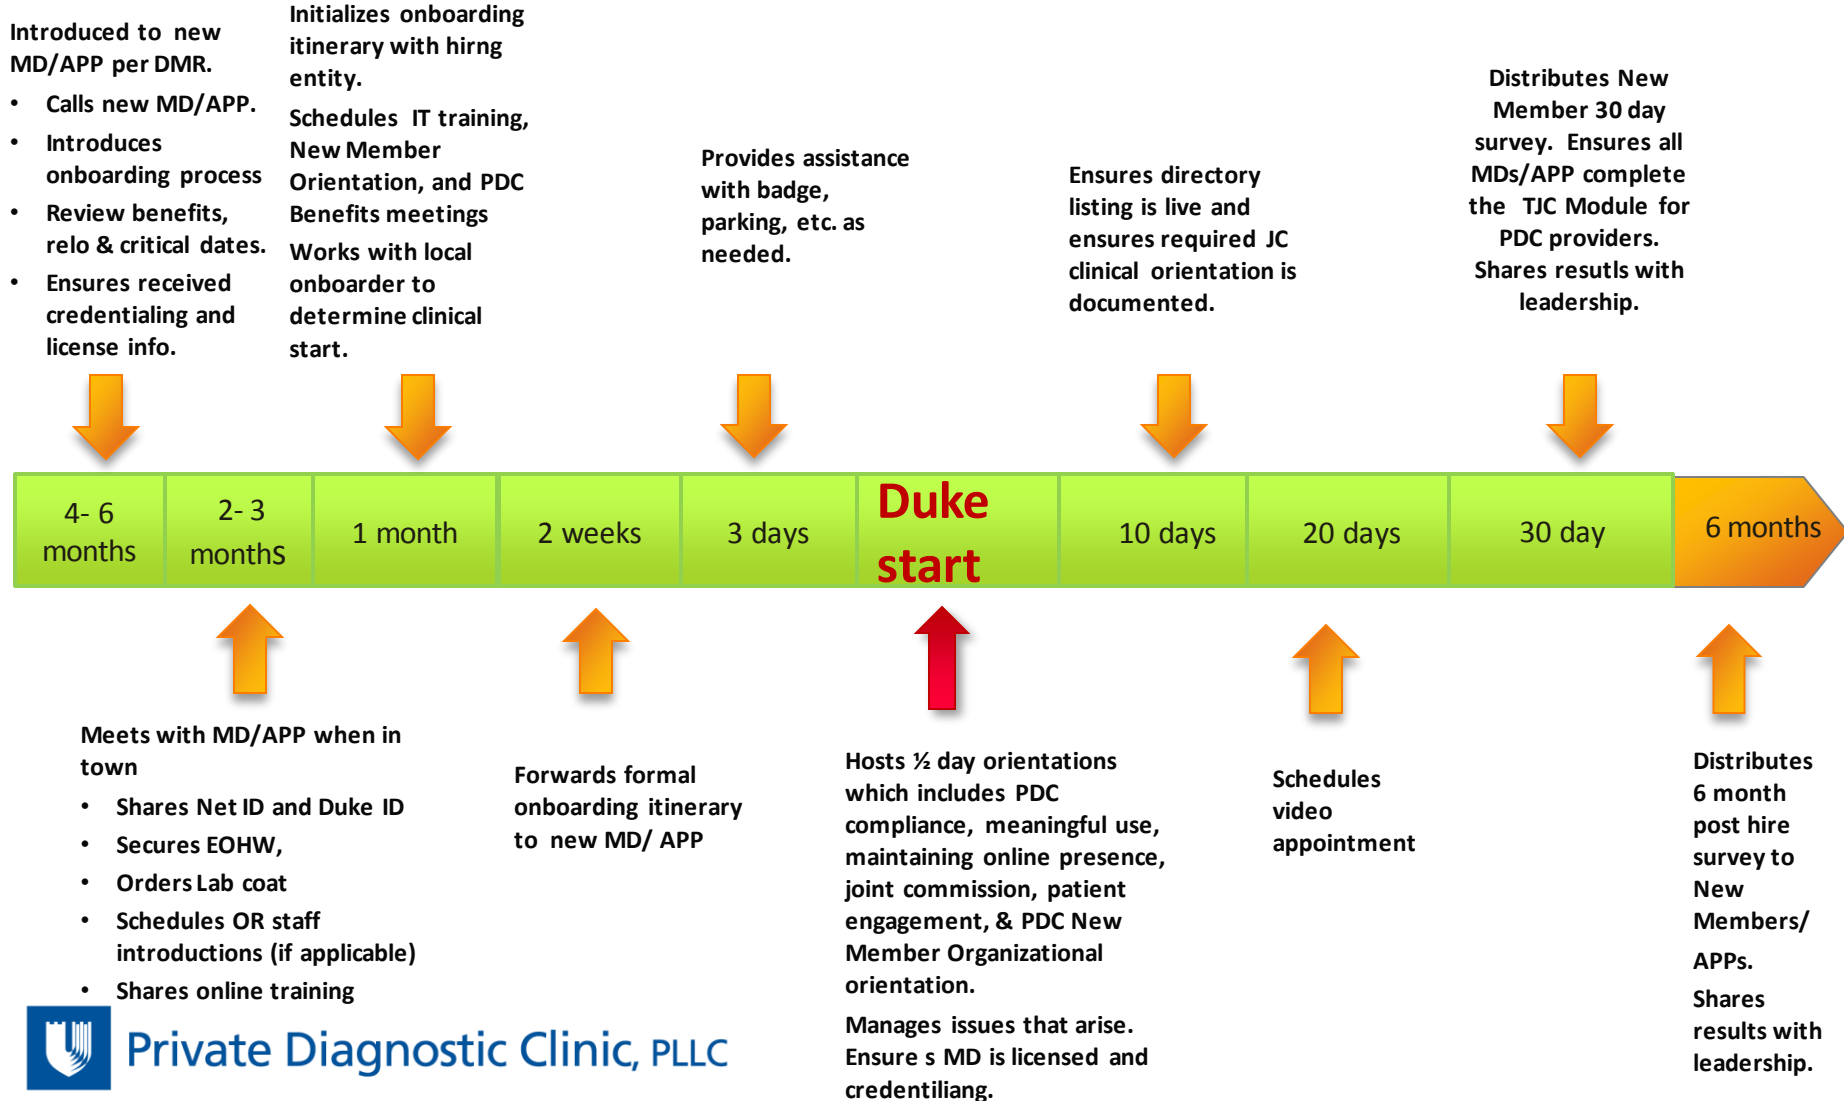 Introduced to new
MD/APP per DMR.
• Calls new MD/APP.
• Introduces
onboarding process
• Review benefits,
relo & critical dates.
• Ensures received
credentialing and
license info.
Initializes onboarding
itinerary with hirng
entity.
Schedules IT training,
New Member
Orientation, and PDC
Benefits meetings
Works with local
onboarder to
determine clinical
start.
Provides assistance
with badge,
parking, etc. as
needed.
Ensures directory
listing is live and
ensures required JC
clinical orientation is
documented.
Distributes New
Member 30 day
survey. Ensures all
MDs/APP complete
the TJC Module for
PDC providers.
Shares resutls with
leadership.
4- 6
months
2- 3
months
1 month
2 weeks
3 days
Duke
start
10 days
20 days
30 day
6 months
Meets with MD/APP when in
town
• Shares Net ID and Duke ID
• Secures EOHW,
• Orders Lab coat
• Schedules OR staff
introductions (if applicable)
• Shares online training
Forwards formal
onboarding itinerary
to new MD/ APP
Hosts ½ day orientations
which includes PDC
compliance, meaningful use,
maintaining online presence,
joint commission, patient
engagement, & PDC New
Member Organizational
orientation.
Manages issues that arise.
Ensure s MD is licensed and
credentiliang.
Schedules
video
appointment
Distributes
6 month
post hire
survey to
New
Members/
APPs.
Shares
results with
leadership.
Private Diagnostic Clinic, PLLC